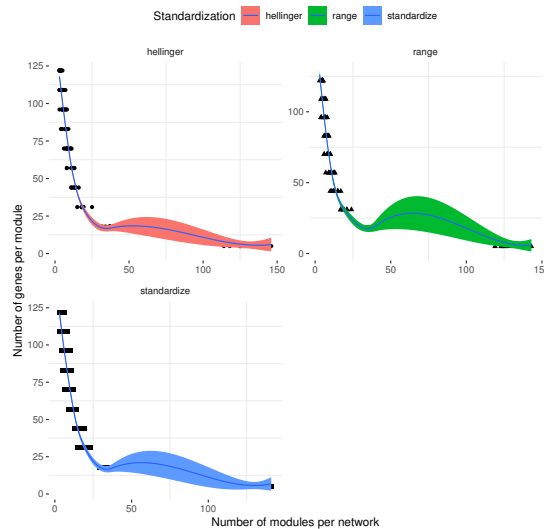 Standardization hellinger range standardize
hellinger
range
125
100
75
50
25
0
0 50 100 150
100
50
0
0 50 100 150
standardize
125
100
75
50
25
0
0 50 100
Number of genes per module
Number of modules per network